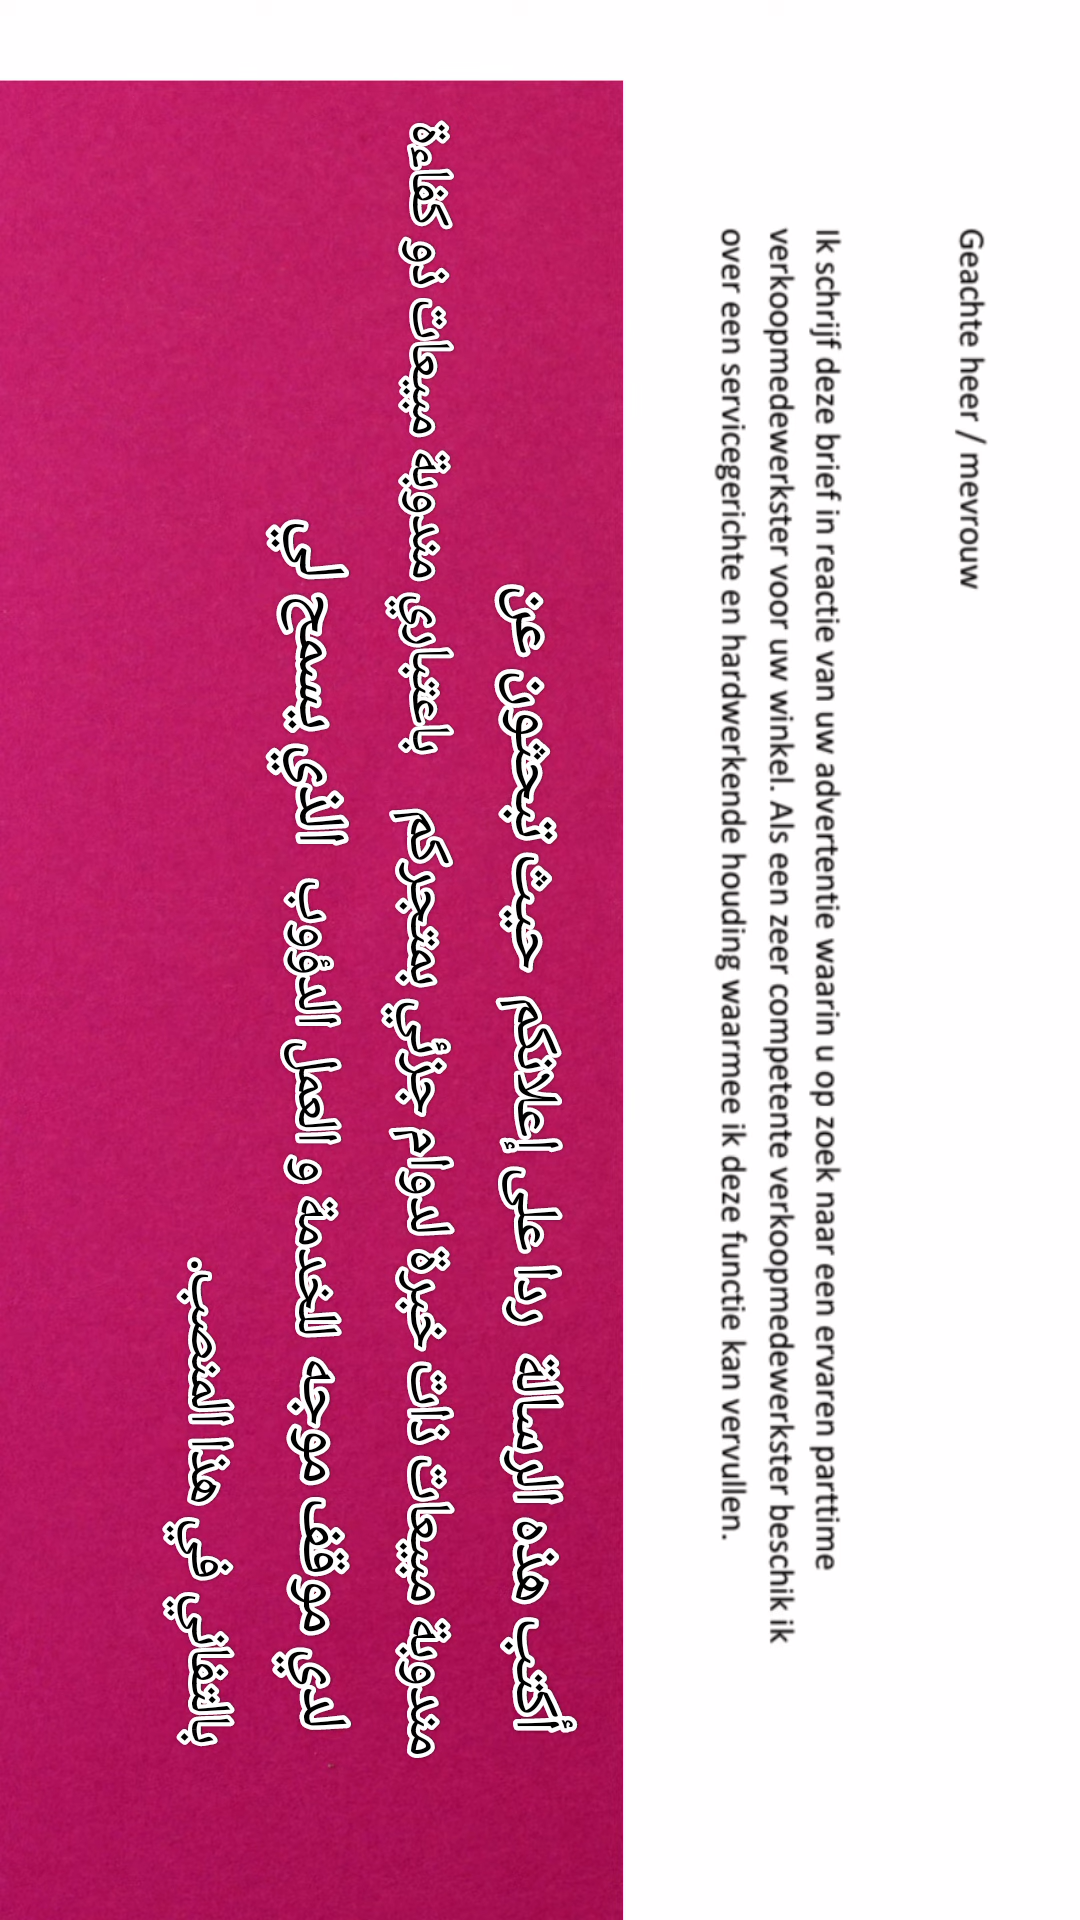 Geachte heer / mevrouw
Ik schrijf deze brief in reactie van uw advertentie waarin u op zoek naar een ervaren parttime
verkoopmedewerkster voor uw winkel. Als een zeer competente verkoopmedewerkster beschik ik
over een servicegerichte en hardwerkende houding waarmee ik deze functie kan vervullen.
أكتب هذه الرسالة ردا على إعلانكم حيث تبحثون عن
مندوبة مبيعات ذات خبرة لدوام جزئي بمتجركم باعتباري مندوبة مبيعات ذو كفاءة
لدي موقف موجه للخدمة و العمل الدؤوب الذي يسمح لي
بالتفاني في هذا المنصب.